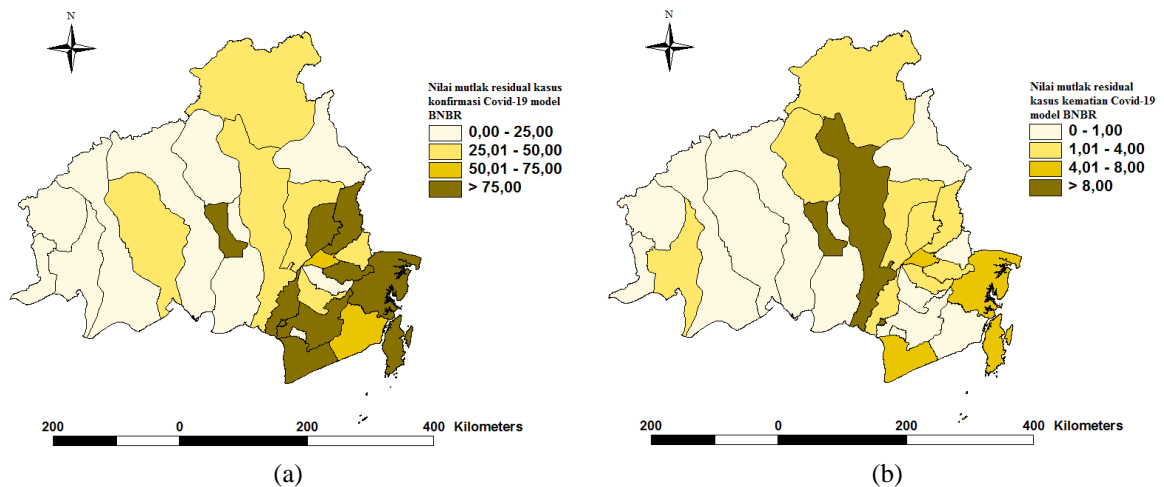 N
Nilai mutlak residual kasus
konfirmasi Covid-19 model
BNBR
0,00 - 25,00
25,01 - 50,00
50,01 - 75,00
> 75,00
200 0 200 400 Kilometers
(a)
N
Nilai mutlak residual
kasus kematian Covid-19
model BNBR
0 - 1,00
1,01 - 4,00
4,01 - 8,00
> 8,00
200 0 200 400 Kilometers
(b)